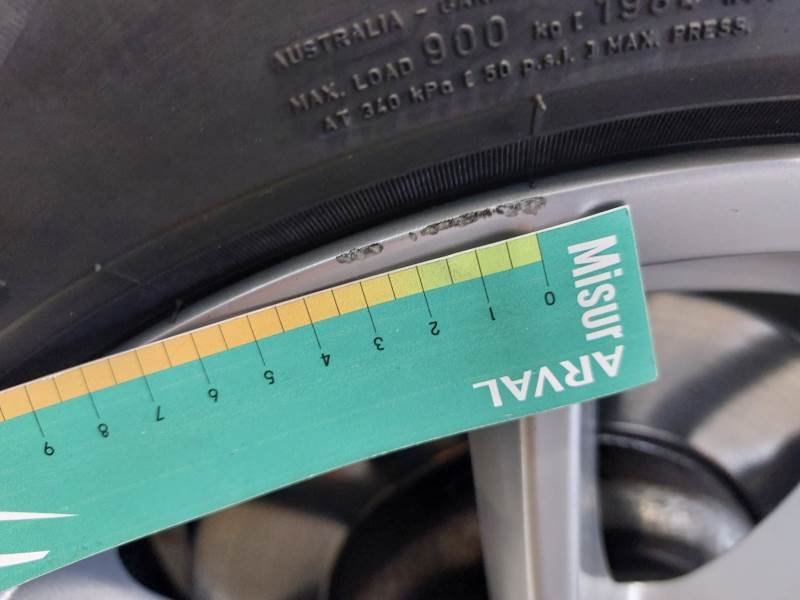 AUSTRALIA -
MAX. LOAD 900 kg [
AT 340 kPa [ 50 p.s.i. ] MAX. PRESS.
Misur
ARVAL
0 1 2 3 4 5 6 7 8 9